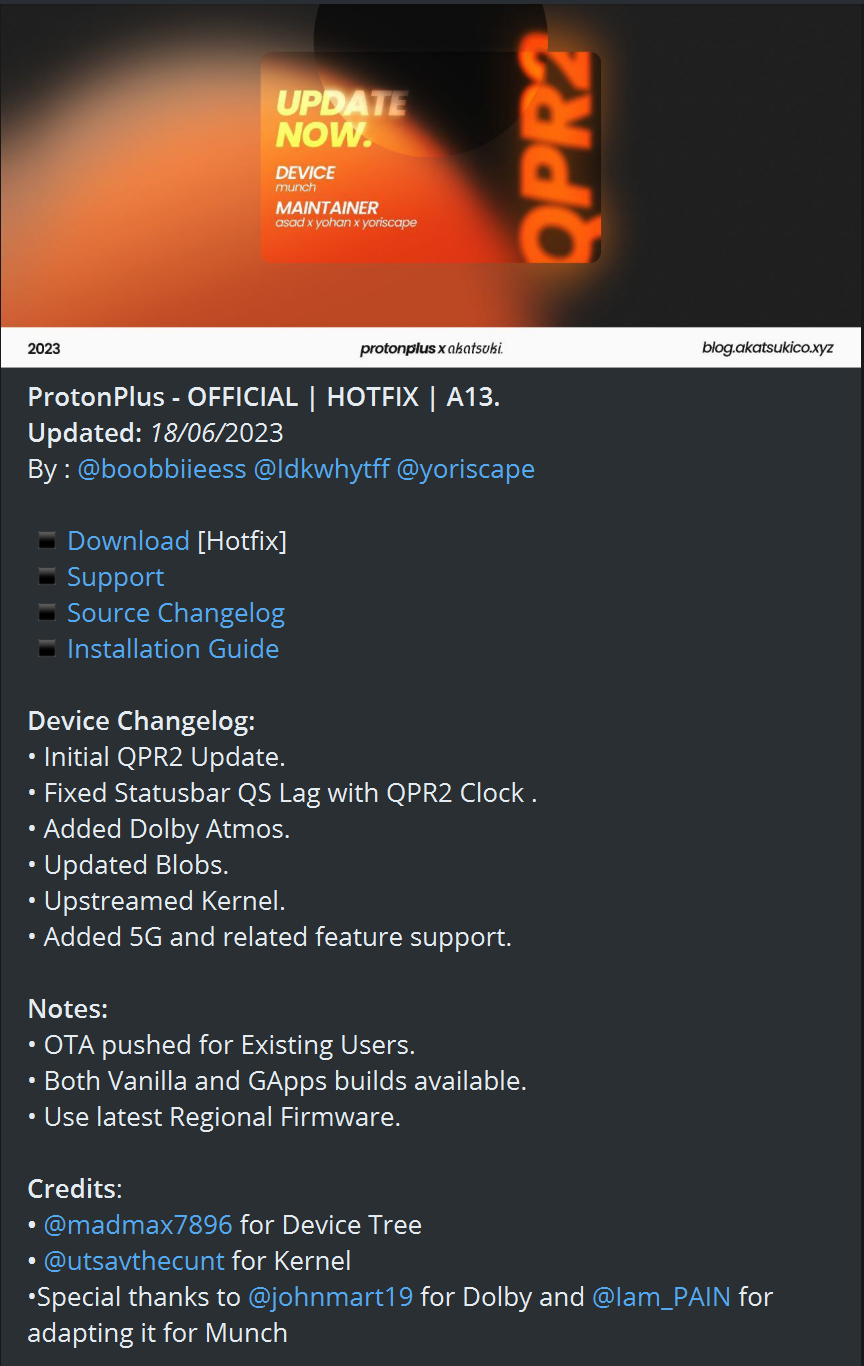 UPDATE
NOW.
DEVICE
munch
MAINTAINER
asad x yohan x yoriscape
QPR2
2023
protonplus x akatsuki.
blog.akatsukico.xyz
ProtonPlus - OFFICIAL | HOTFIX | A13.
Updated: 18/06/2023
By : @boobbiieess @Idkwhytff @yoriscape
▪ Download [Hotfix]
▪ Support
▪ Source Changelog
▪ Installation Guide
Device Changelog:
• Initial QPR2 Update.
• Fixed Statusbar QS Lag with QPR2 Clock .
• Added Dolby Atmos.
• Updated Blobs.
• Upstreamed Kernel.
• Added 5G and related feature support.
Notes:
• OTA pushed for Existing Users.
• Both Vanilla and GApps builds available.
• Use latest Regional Firmware.
Credits:
• @madmax7896 for Device Tree
• @utsavthecunt for Kernel
•Special thanks to @johnmart19 for Dolby and @Iam_PAIN for
adapting it for Munch